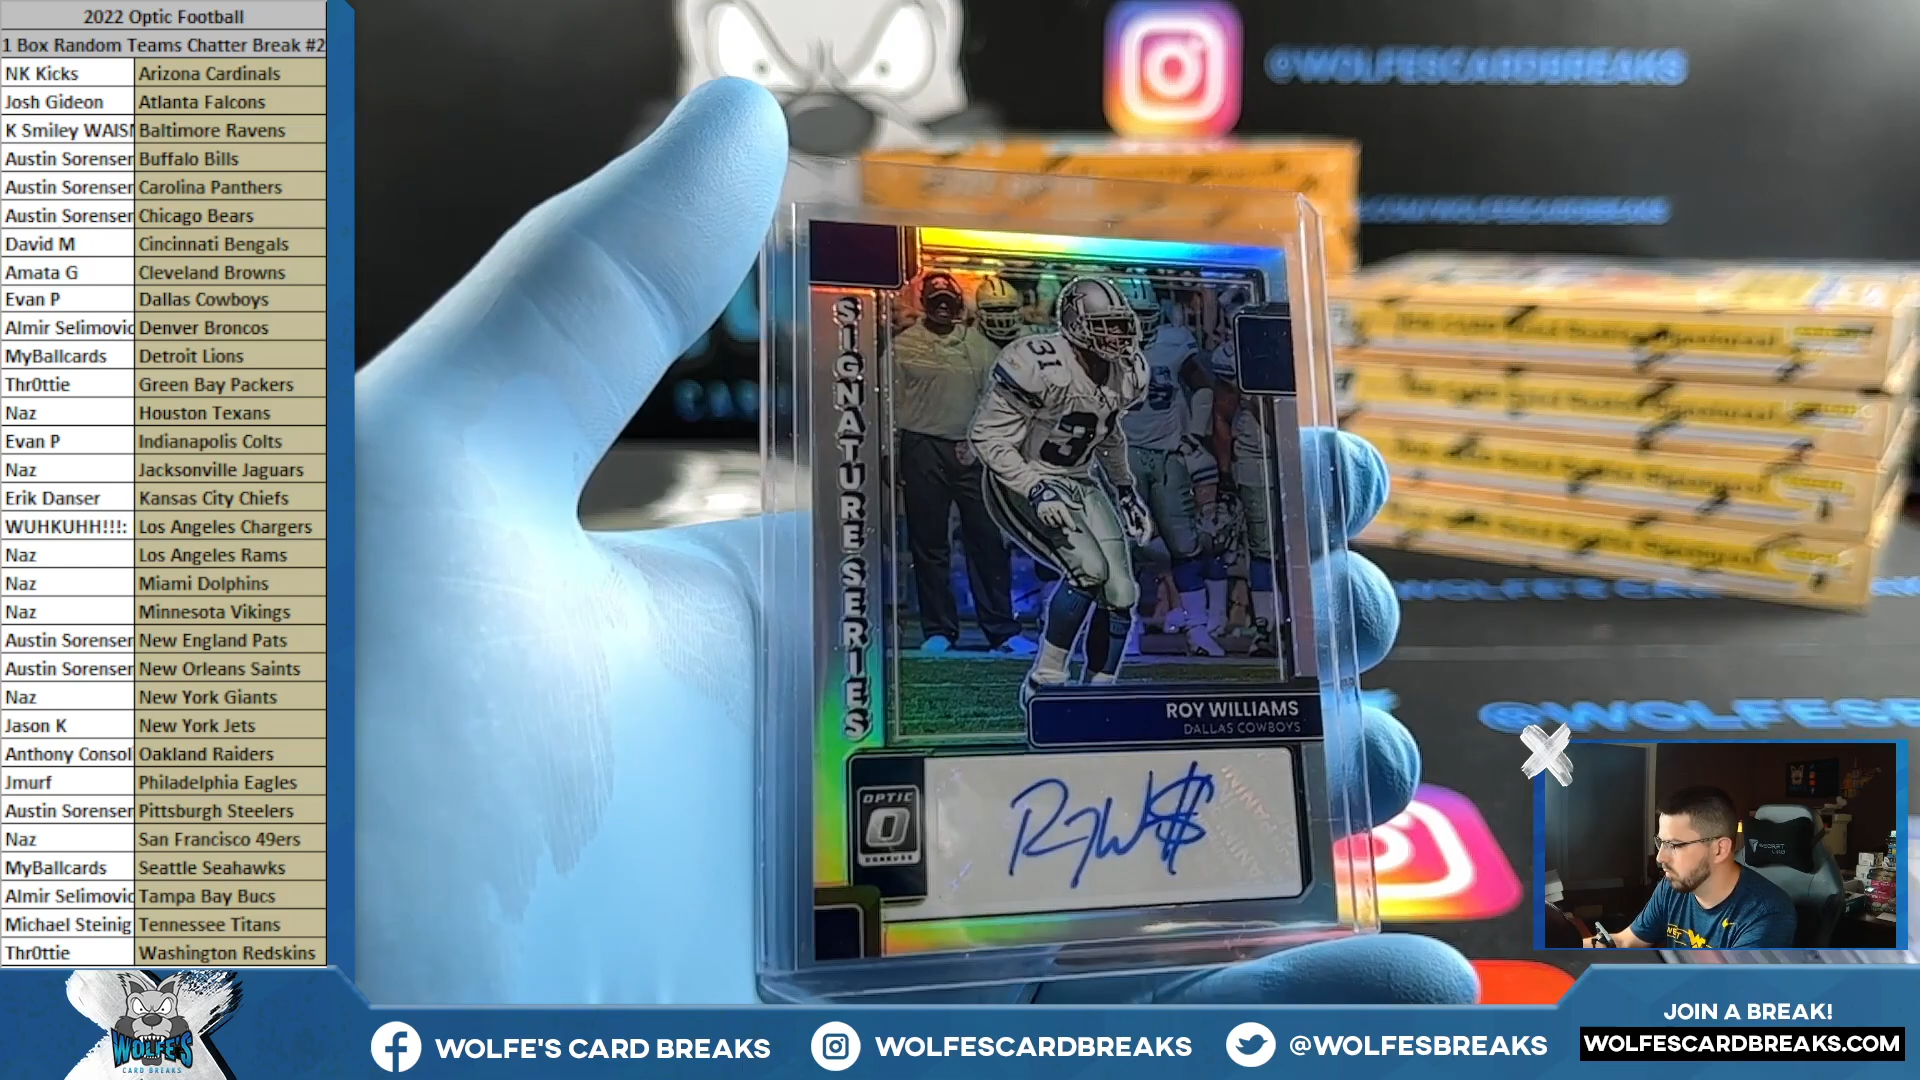 2022 Optic Football
1 Box Random Teams Chatter Break #2
NK Kicks Arizona Cardinals
Josh Gideon Atlanta Falcons
K Smiley WAISI Baltimore Ravens
Austin Sorenser Buffalo Bills
Austin Sorenser Carolina Panthers
Austin Sorenser Chicago Bears
David M Cincinnati Bengals
Amata G Cleveland Browns
Evan P Dallas Cowboys
Almir Selimovic Denver Broncos
MyBallcards Detroit Lions
Thr0ttie Green Bay Packers
Naz Houston Texans
Evan P Indianapolis Colts
Naz Jacksonville Jaguars
Erik Danser Kansas City Chiefs
WUHKUHH!!!: Los Angeles Chargers
Naz Los Angeles Rams
Naz Miami Dolphins
Naz Minnesota Vikings
Austin Sorenser New England Pats
Austin Sorenser New Orleans Saints
Naz New York Giants
Jason K New York Jets
Anthony Consol Oakland Raiders
Jmurf Philadelphia Eagles
Austin Sorenser Pittsburgh Steelers
Naz San Francisco 49ers
MyBallcards Seattle Seahawks
Almir Selimovic Tampa Bay Bucs
Michael Steinig Tennessee Titans
Thr0ttie Washington Redskins
@WOLFESCARDBREAKS
SIGNATURE SERIES
31
31
ROY WILLIAMS
DALLAS COWBOYS
OPTIC
DONRUSS
PANINI
WOLFE'S
CARD BREAKS
WOLFE'S CARD BREAKS
WOLFESCARDBREAKS
@WOLFESBREAKS
JOIN A BREAK!
WOLFESCARDBREAKS.COM